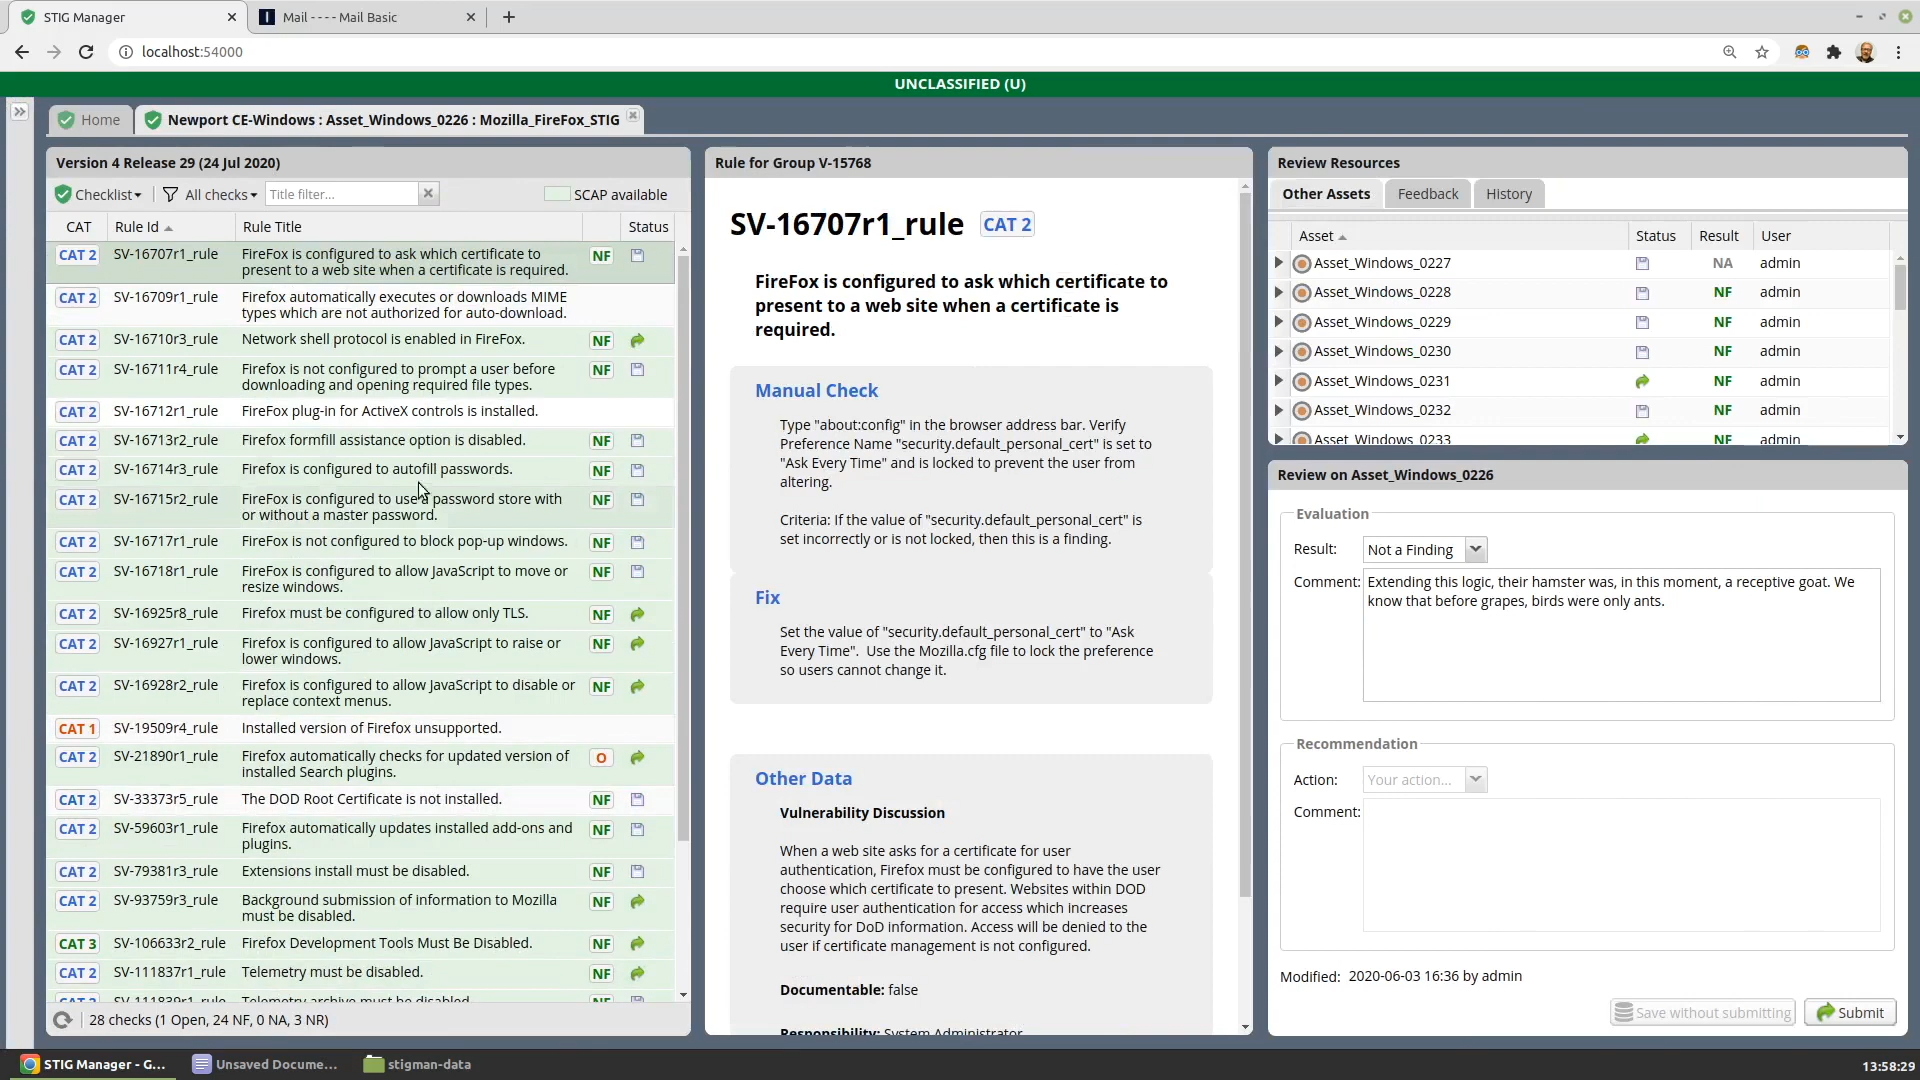 STIG Manager
Mail - - - - Mail Basic
localhost:54000
UNCLASSIFIED (U)
Home
Newport CE-Windows : Asset_Windows_0226 : Mozilla_FireFox_STIG
Version 4 Release 29 (24 Jul 2020)
Checklist
All checks
Title filter...
SCAP available
CAT Rule Id Rule Title Status
CAT 2 SV-16707r1_rule FireFox is configured to ask which certificate to NF
present to a web site when a certificate is required.
CAT 2 SV-16709r1_rule Firefox automatically executes or downloads MIME
types which are not authorized for auto-download.
CAT 2 SV-16710r3_rule Network shell protocol is enabled in FireFox. NF
CAT 2 SV-16711r4_rule Firefox is not configured to prompt a user before NF
downloading and opening required file types.
CAT 2 SV-16712r1_rule FireFox plug-in for ActiveX controls is installed.
CAT 2 SV-16713r2_rule Firefox formfill assistance option is disabled. NF
CAT 2 SV-16714r3_rule Firefox is configured to autofill passwords. NF
CAT 2 SV-16715r2_rule FireFox is configured to use a password store with NF
or without a master password.
CAT 2 SV-16717r1_rule FireFox is not configured to block pop-up windows. NF
CAT 2 SV-16718r1_rule FireFox is configured to allow JavaScript to move or NF
resize windows.
CAT 2 SV-16925r8_rule Firefox must be configured to allow only TLS. NF
CAT 2 SV-16927r1_rule Firefox is configured to allow JavaScript to raise or NF
lower windows.
CAT 2 SV-16928r2_rule Firefox is configured to allow JavaScript to disable or NF
replace context menus.
CAT 1 SV-19509r4_rule Installed version of Firefox unsupported.
CAT 2 SV-21890r1_rule Firefox automatically checks for updated version of O
installed Search plugins.
CAT 2 SV-33373r5_rule The DOD Root Certificate is not installed. NF
CAT 2 SV-59603r1_rule Firefox automatically updates installed add-ons and NF
plugins.
CAT 2 SV-79381r3_rule Extensions install must be disabled. NF
CAT 2 SV-93759r3_rule Background submission of information to Mozilla NF
must be disabled.
CAT 3 SV-106633r2_rule Firefox Development Tools Must Be Disabled. NF
CAT 2 SV-111837r1_rule Telemetry must be disabled. NF
CAT 2 SV-111839r1_rule Telemetry archive must be disabled. NF
28 checks (1 Open, 24 NF, 0 NA, 3 NR)
Rule for Group V-15768
SV-16707r1_rule CAT 2
FireFox is configured to ask which certificate to
present to a web site when a certificate is
required.
Manual Check
Type "about:config" in the browser address bar. Verify
Preference Name "security.default_personal_cert" is set to
"Ask Every Time" and is locked to prevent the user from
altering.
Criteria: If the value of "security.default_personal_cert" is
set incorrectly or is not locked, then this is a finding.
Fix
Set the value of "security.default_personal_cert" to "Ask
Every Time". Use the Mozilla.cfg file to lock the preference
so users cannot change it.
Other Data
Vulnerability Discussion
When a web site asks for a certificate for user
authentication, Firefox must be configured to have the user
choose which certificate to present. Websites within DOD
require user authentication for access which increases
security for DoD information. Access will be denied to the
user if certificate management is not configured.
Documentable: false
Responsibility: System Administrator
Review Resources
Other Assets Feedback History
Asset Status Result User
Asset_Windows_0227 NA admin
Asset_Windows_0228 NF admin
Asset_Windows_0229 NF admin
Asset_Windows_0230 NF admin
Asset_Windows_0231 NF admin
Asset_Windows_0232 NF admin
Asset_Windows_0233 NF admin
Review on Asset_Windows_0226
Evaluation
Result: Not a Finding
Comment: Extending this logic, their hamster was, in this moment, a receptive goat. We
know that before grapes, birds were only ants.
Recommendation
Action: Your action...
Comment:
Modified: 2020-06-03 16:36 by admin
Save without submitting
Submit
STIG Manager - G...
Unsaved Docume...
stigman-data
13:58:29